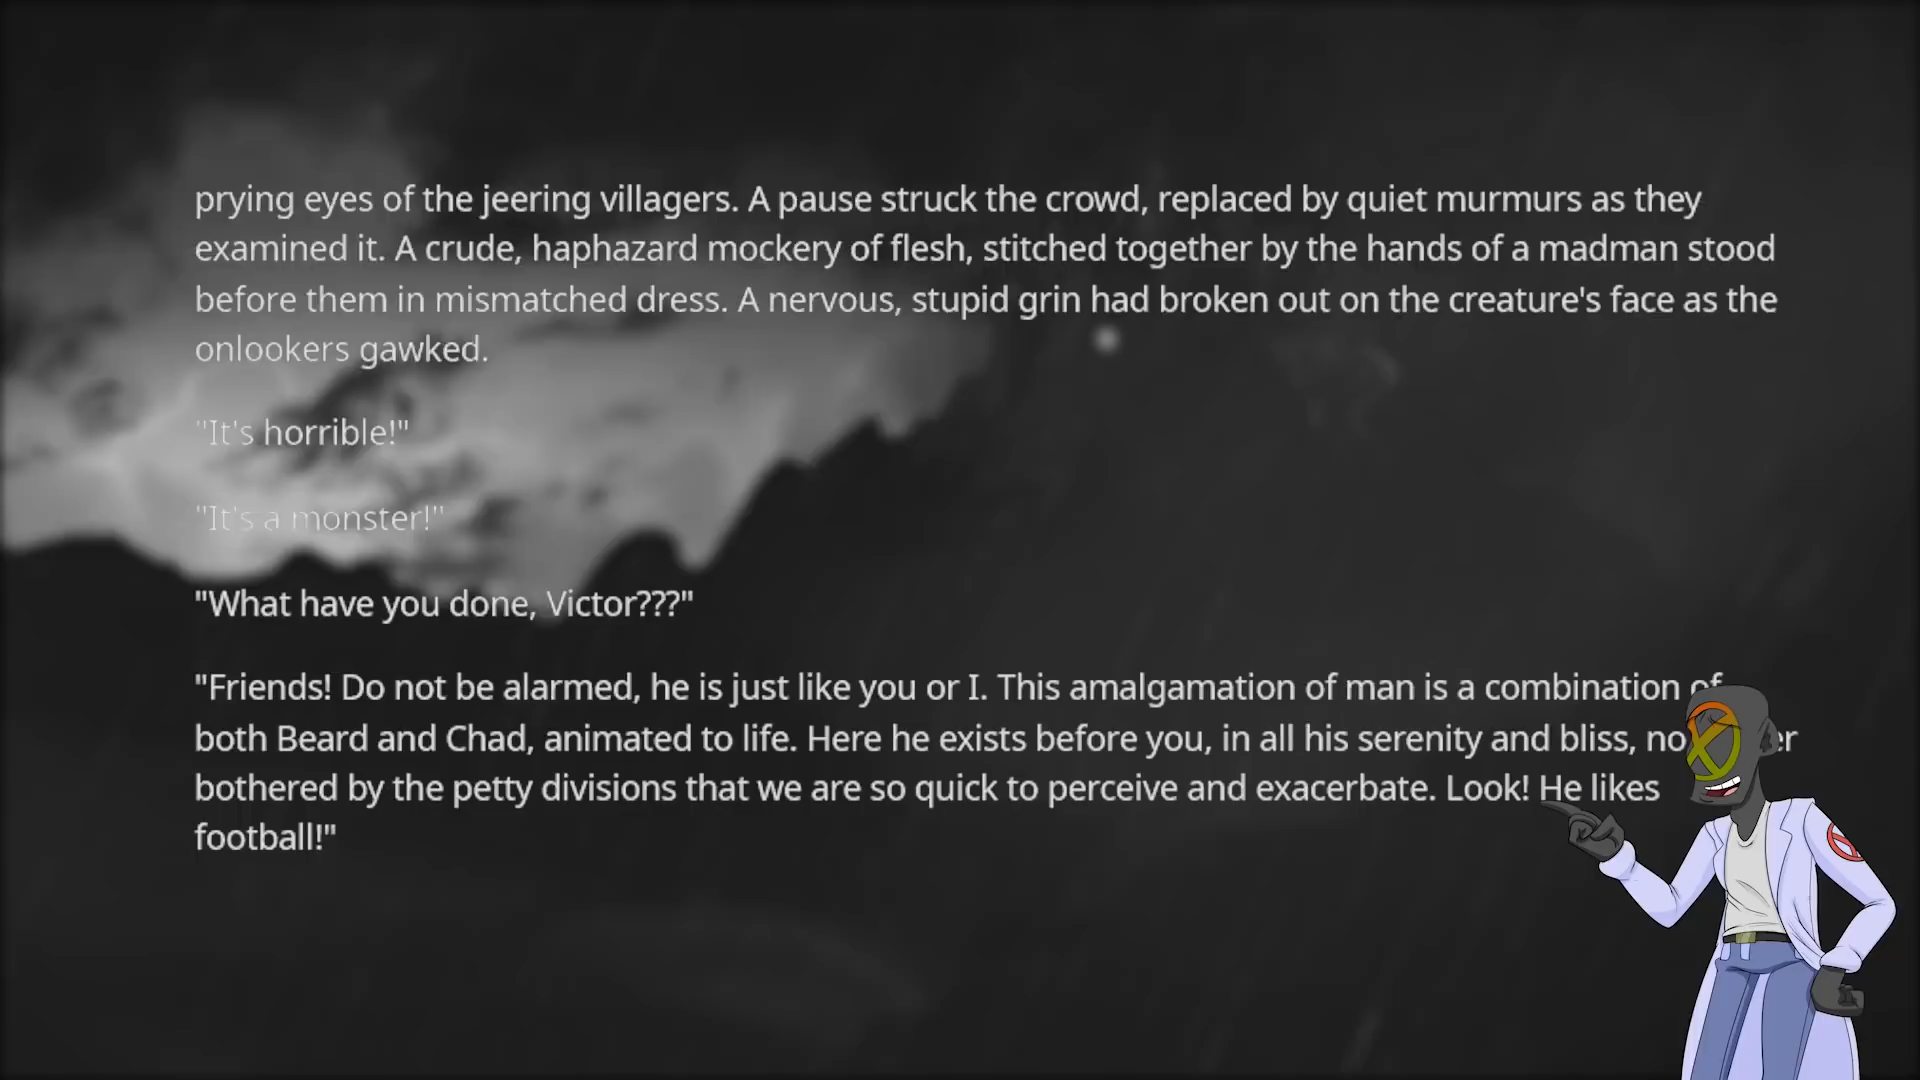 prying eyes of the jeering villagers. A pause struck the crowd, replaced by quiet murmurs as they
examined it. A crude, haphazard mockery of flesh, stitched together by the hands of a madman stood
before them in mismatched dress. A nervous, stupid grin had broken out on the creature's face as the
onlookers gawked.
"It's horrible!"
"It's a monster!"
"What have you done, Victor???"
"Friends! Do not be alarmed, he is just like you or I. This amalgamation of man is a combination of
both Beard and Chad, animated to life. Here he exists before you, in all his serenity and bliss,
bothered by the petty divisions that we are so quick to perceive and exacerbate. Look! He likes
football!"